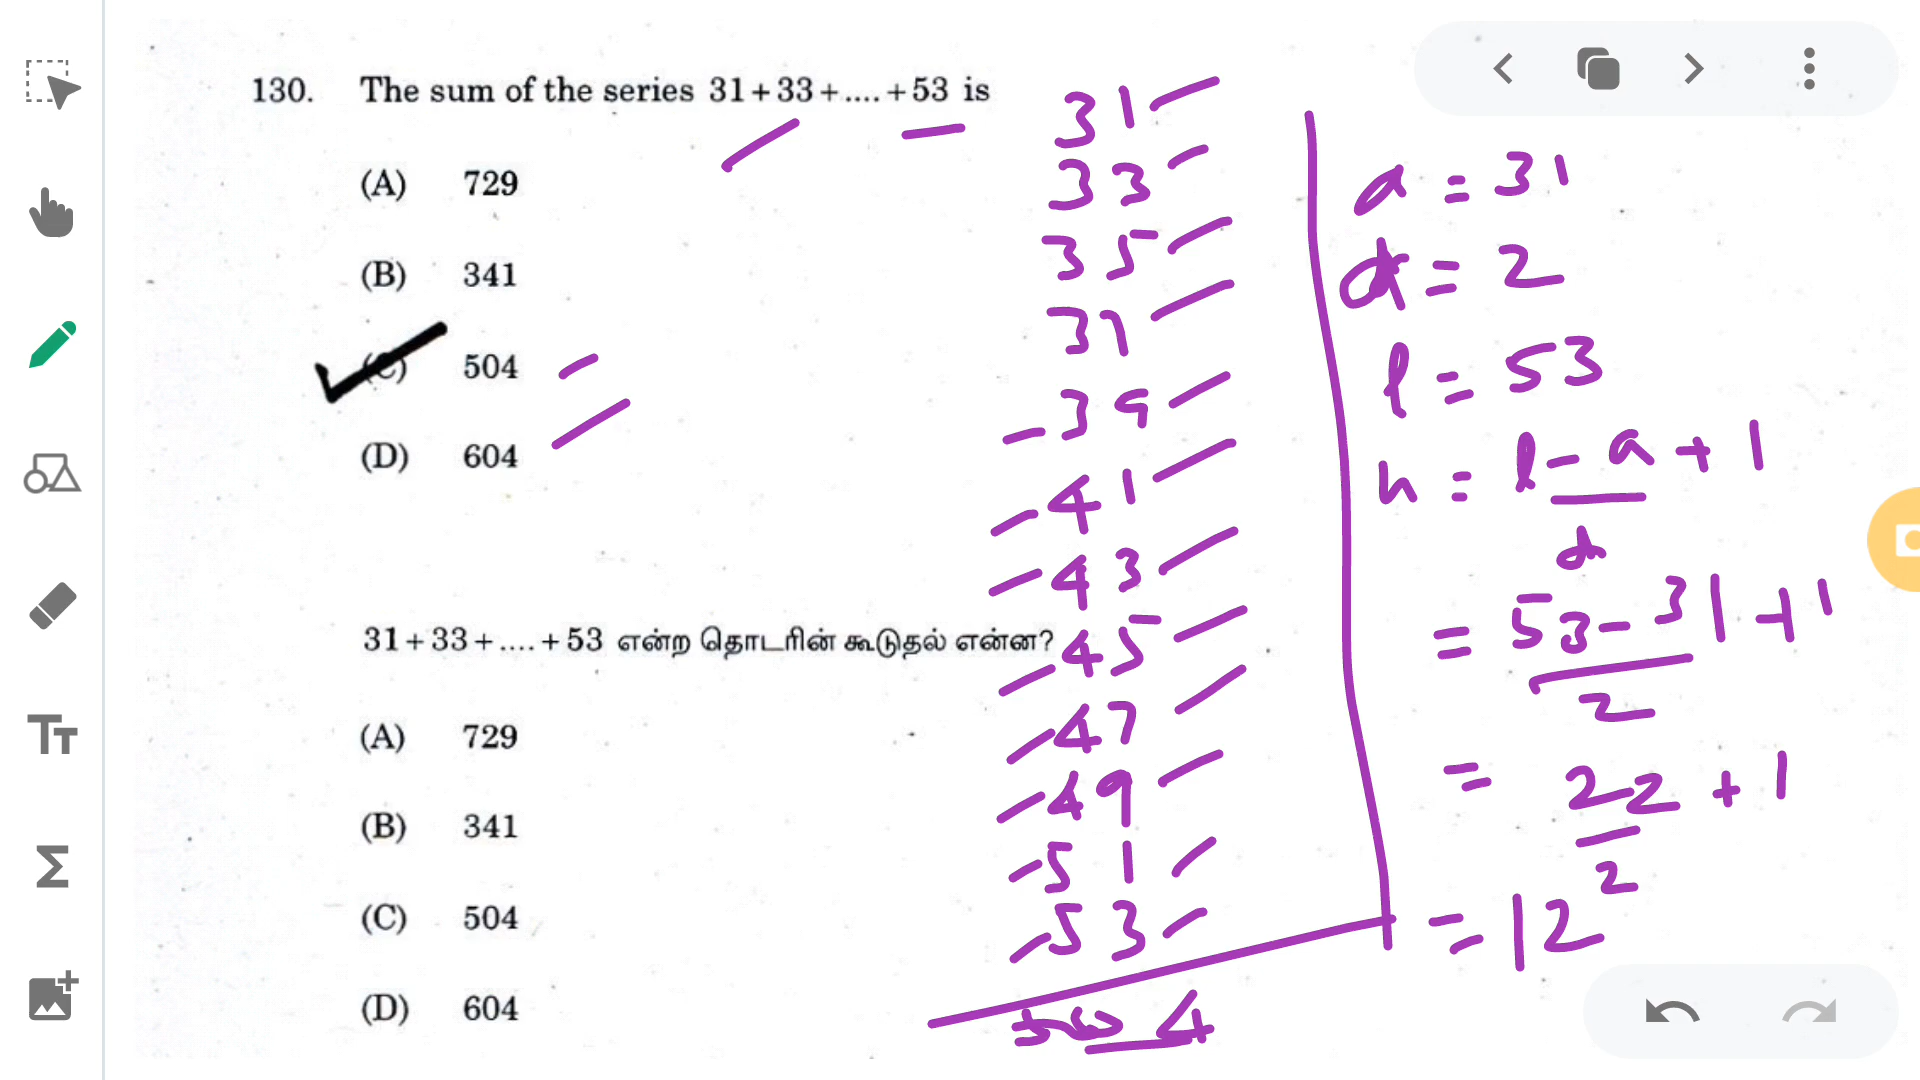 130. The sum of the series 31+33+....+53 is
(A) 729
(B) 341
(C) 504
(D) 604
31+33+....+53 என்ற தொடரின் கூடுதல் என்ன?
(A) 729
(B) 341
(C) 504
(D) 604
31
33
35
37
39
41
43
45
47
49
51
53
504
a = 31
d = 2
l = 53
n = l - a + 1
d
= 53 - 31 + 1
2
= 22 + 1
2
= 12
Tт
Σ